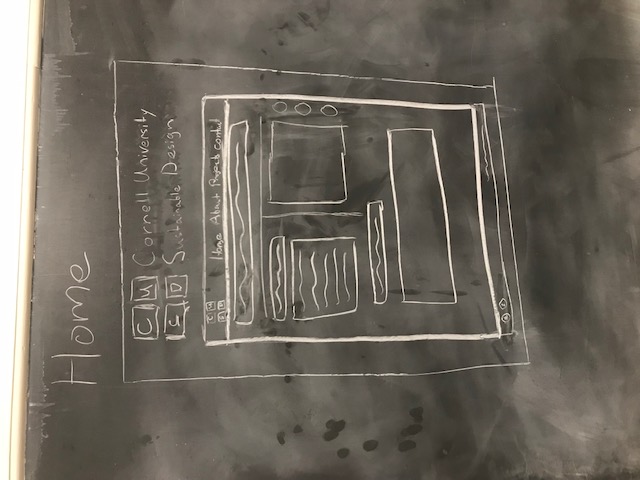 Home
C U Cornell University
S D Sustainable Design
C U
S D
Home About Projects Contact